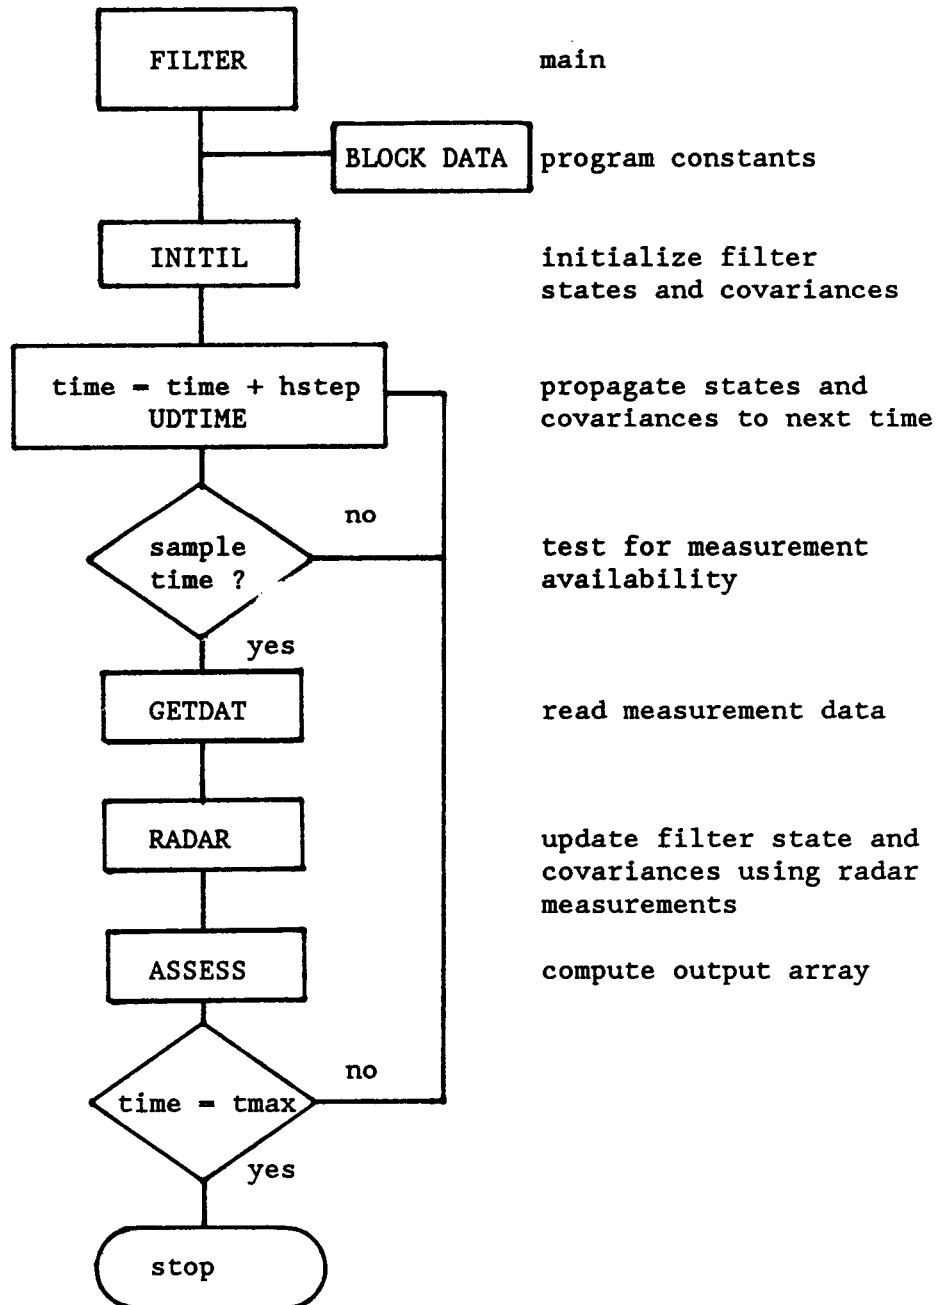 FILTER main
BLOCK DATA program constants
INITIL initialize filter
states and covariances
time = time + hstep propagate states and
UDTIME covariances to next time
no
sample test for measurement
time ? availability
yes
GETDAT read measurement data
RADAR update filter state and
covariances using radar
measurements
ASSESS compute output array
no
time = tmax
yes
stop